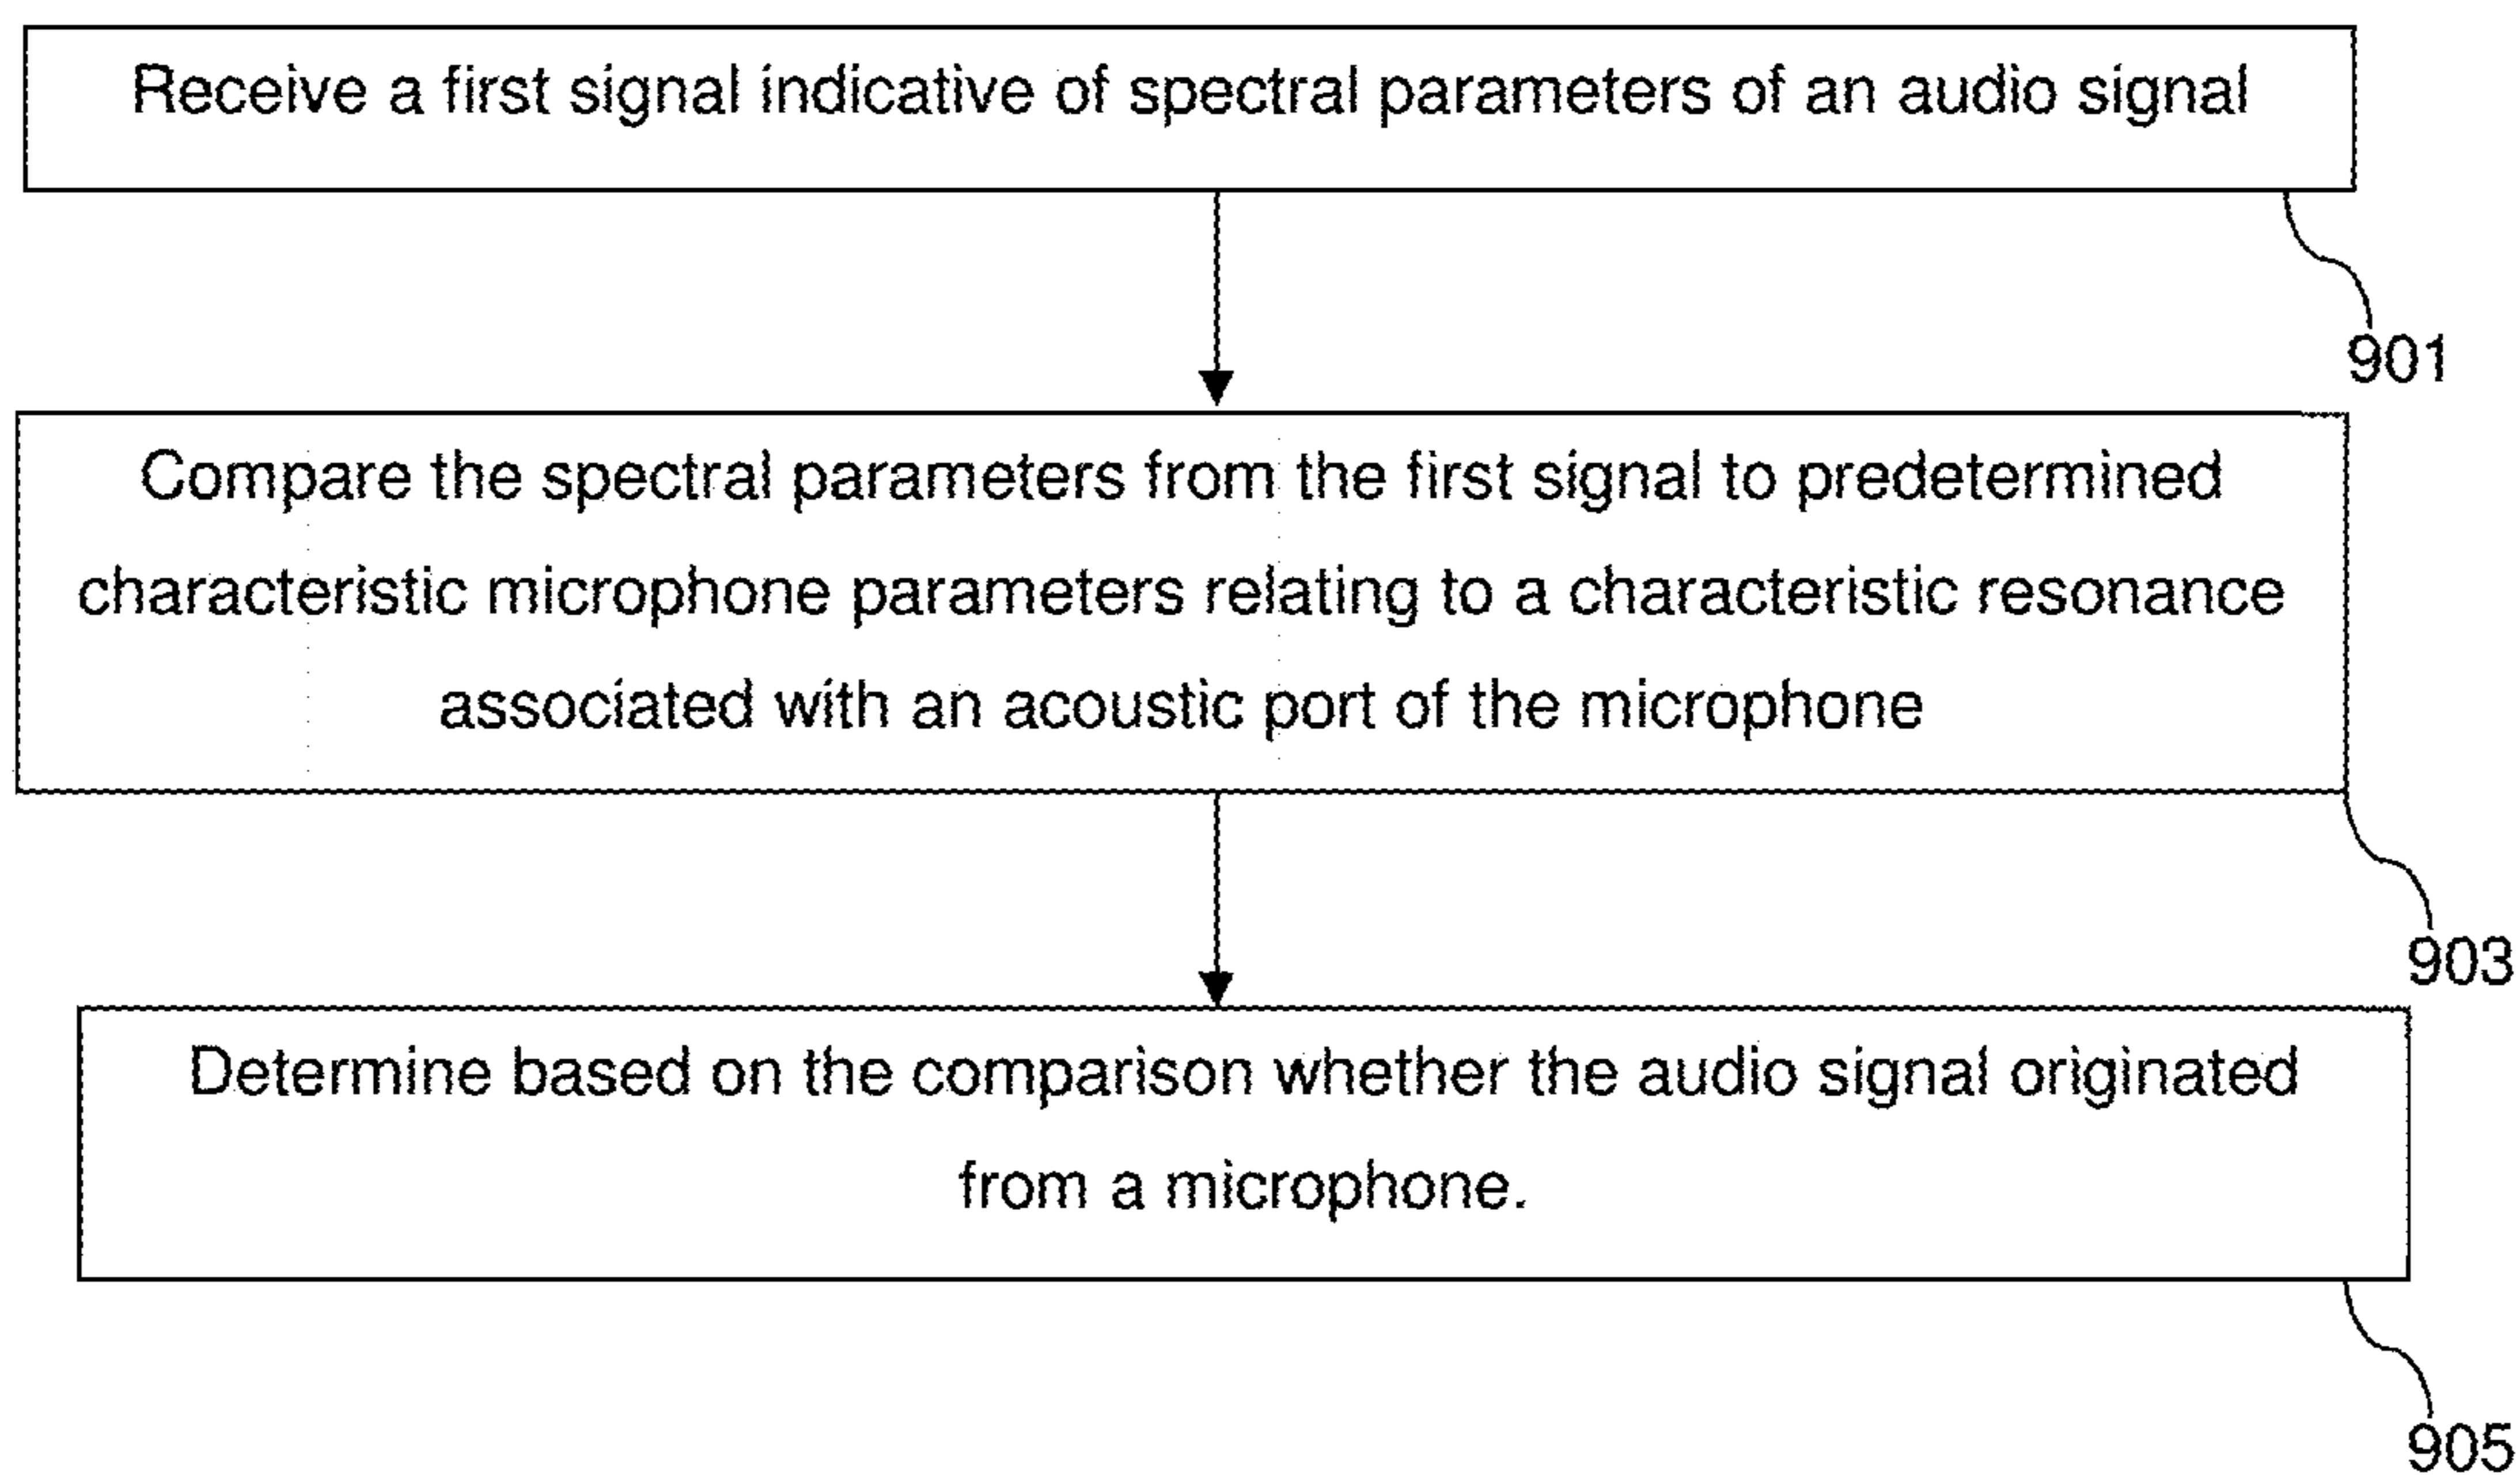 Receive a first signal indicative of spectral parameters of an audio signal
901
Compare the spectral parameters from the first signal to predetermined
characteristic microphone parameters relating to a characteristic resonance
associated with an acoustic port of the microphone
903
Determine based on the comparison whether the audio signal originated
from a microphone.
905